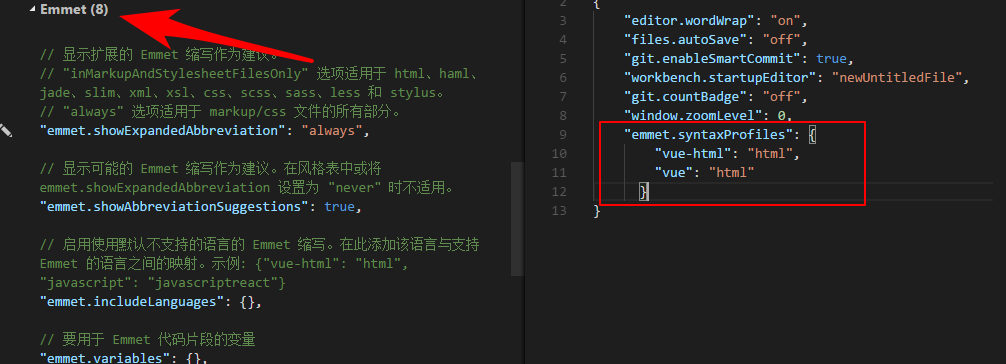 Emmet (8)
// 显示扩展的 Emmet 缩写作为建议。
// "inMarkupAndStylesheetFilesOnly" 选项适用于 html、haml、
jade、slim、xml、xsl、css、scss、sass、less 和 stylus。
// "always" 选项适用于 markup/css 文件的所有部分。
"emmet.showExpandedAbbreviation": "always",
// 显示可能的 Emmet 缩写作为建议。在风格表中或将
emmet.showExpandedAbbreviation 设置为 "never" 时不适用。
"emmet.showAbbreviationSuggestions": true,
// 启用使用默认不支持的语言的 Emmet 缩写。在此添加该语言与支持
Emmet 的语言之间的映射。示例: {"vue-html": "html",
"javascript": "javascriptreact"}
"emmet.includeLanguages": {},
// 要用于 Emmet 代码片段的变量
"emmet.variables": {},
2 {
3 "editor.wordWrap": "on",
4 "files.autoSave": "off",
5 "git.enableSmartCommit": true,
6 "workbench.startupEditor": "newUntitledFile",
7 "git.countBadge": "off",
8 "window.zoomLevel": 0,
9 "emmet.syntaxProfiles": {
10 "vue-html": "html",
11 "vue": "html"
12 }
13 }